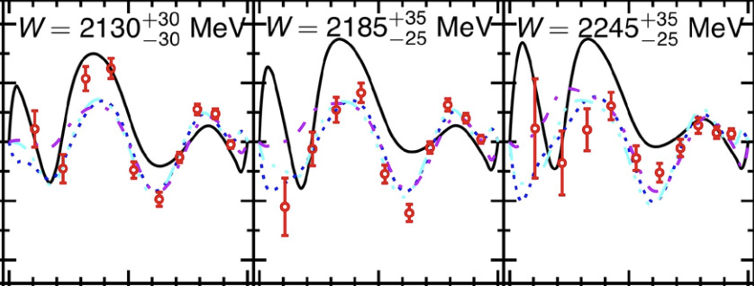 W = 2130+30−30 MeV
W = 2185+35−25 MeV
W = 2245+35−25 MeV